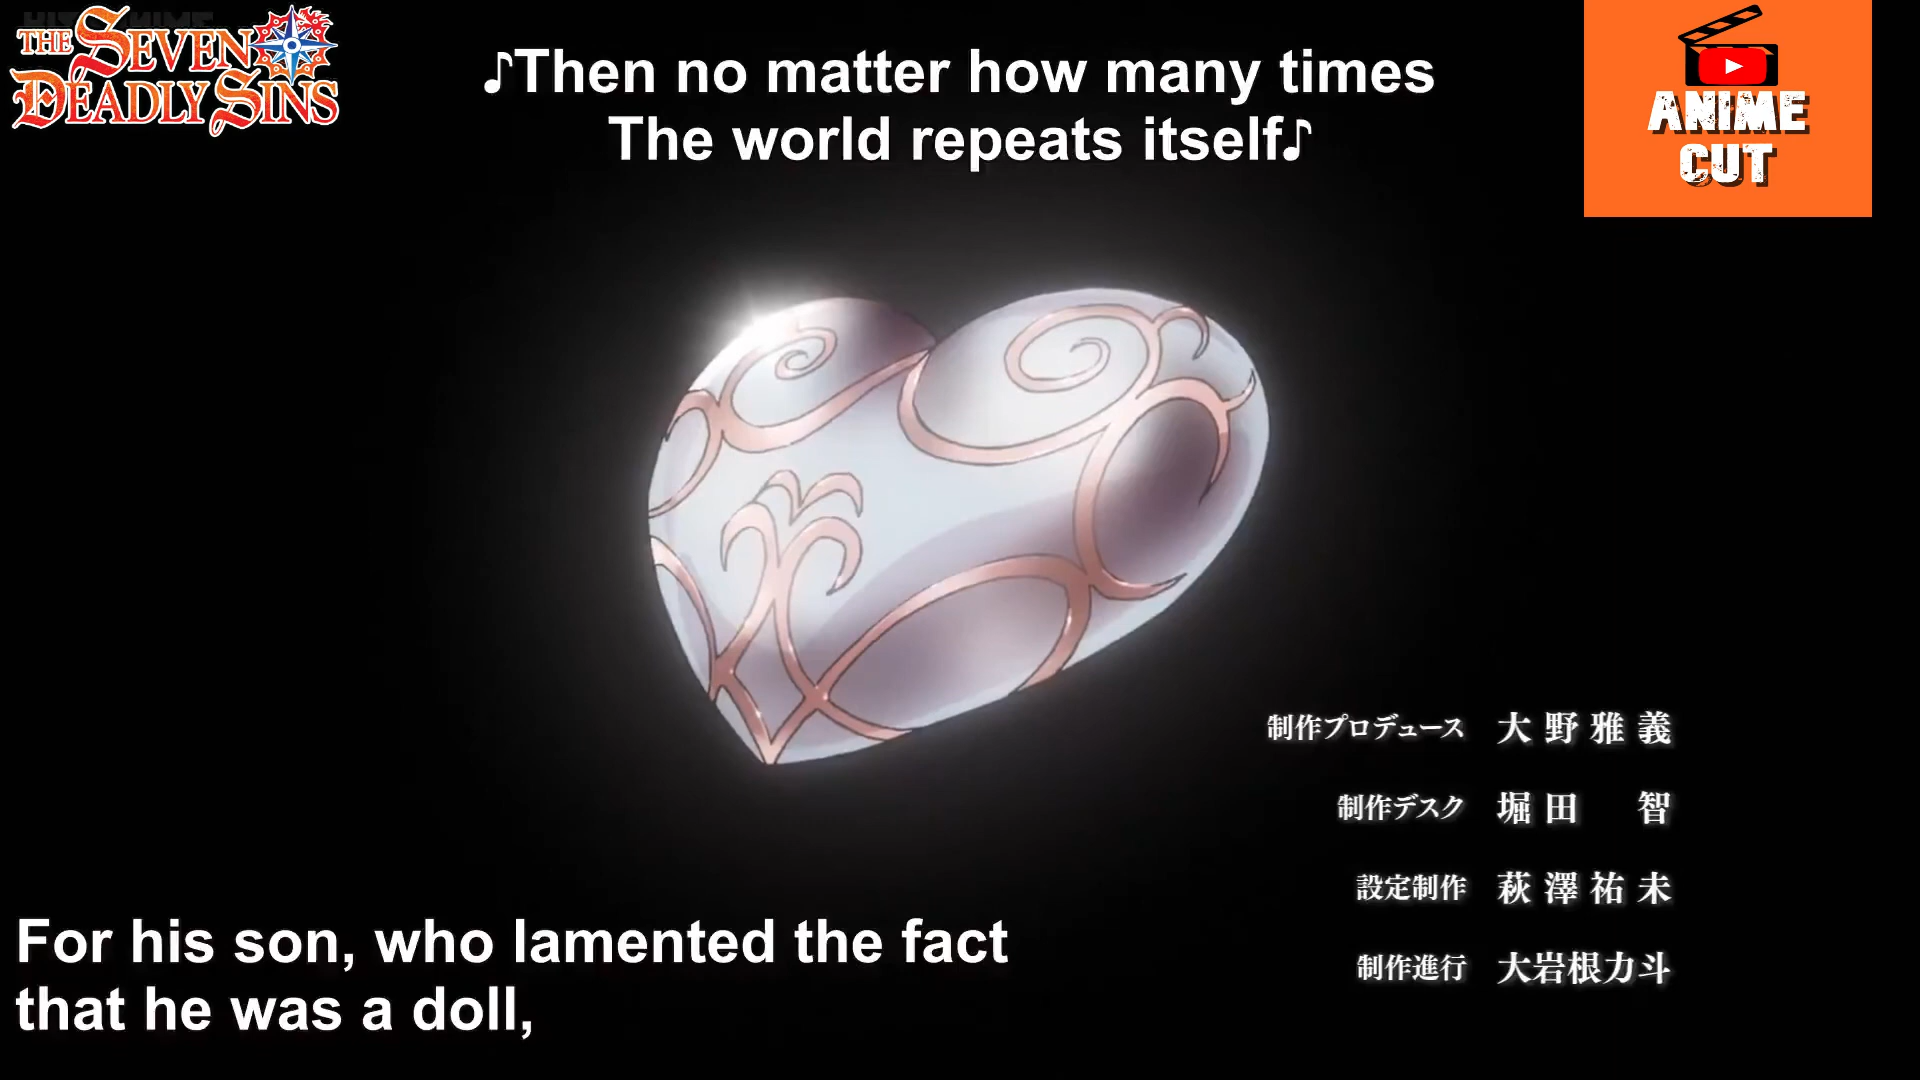 THE SEVEN
DEADLY SINS
♪Then no matter how many times
The world repeats itself♪
ANIME
CUT
制作プロデュース 大野雅義
制作デスク 堀田 智
設定制作 萩澤祐未
制作進行 大岩根力斗
For his son, who lamented the fact
that he was a doll,